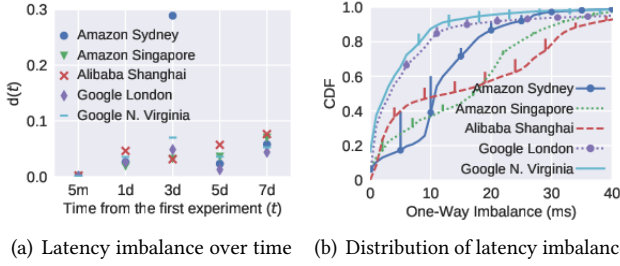 0.3
0.2
0.1
0.0
d(t)
Amazon Sydney
Amazon Singapore
Alibaba Shanghai
Google London
Google N. Virginia
5m 1d 3d 5d 7d
Time from the first experiment (t)
(a) Latency imbalance over time
1.0
0.8
0.6
0.4
0.2
0.0
CDF
Amazon Sydney
Amazon Singapore
Alibaba Shanghai
Google London
Google N. Virginia
0 10 20 30 40
One-Way Imbalance (ms)
(b) Distribution of latency imbalanc